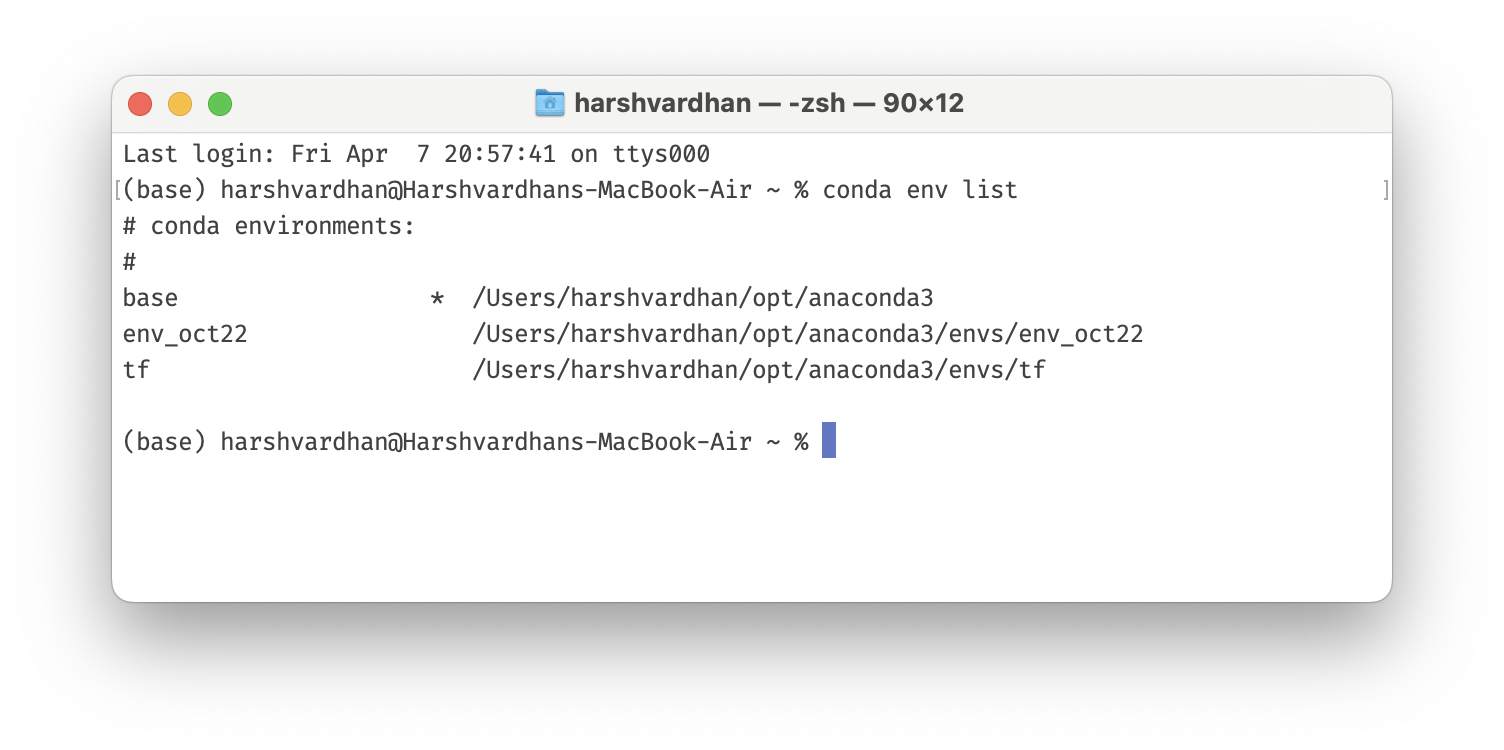 harshvardhan — -zsh — 90×12
Last login: Fri Apr  7 20:57:41 on ttys000
[(base) harshvardhan@Harshvardhans-MacBook-Air ~ % conda env list ]
# conda environments:
#
base                  *  /Users/harshvardhan/opt/anaconda3
env_oct22                /Users/harshvardhan/opt/anaconda3/envs/env_oct22
tf                       /Users/harshvardhan/opt/anaconda3/envs/tf
(base) harshvardhan@Harshvardhans-MacBook-Air ~ %